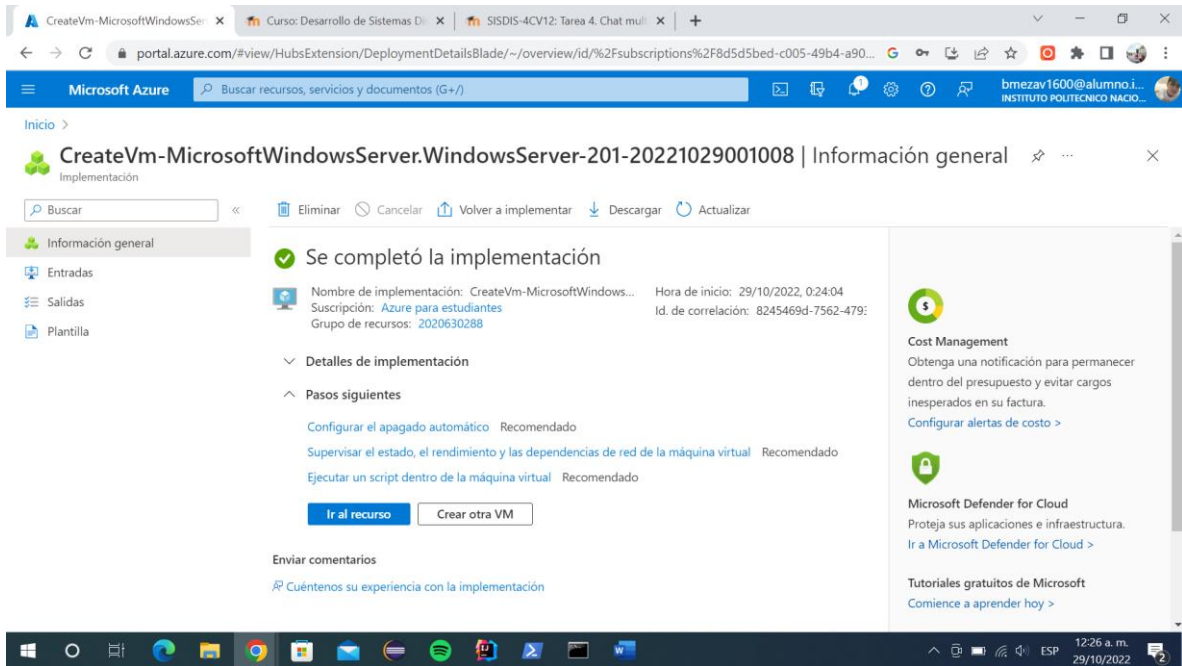 CreateVm-MicrosoftWindowsSer
Curso: Desarrollo de Sistemas Di
SISDIS-4CV12: Tarea 4. Chat mul
portal.azure.com/#view/HubsExtension/DeploymentDetailsBlade/~/overview/id/%2Fsubscriptions%2F8d5d5bed-c005-49b4-a90...
Microsoft Azure
Buscar recursos, servicios y documentos (G+/)
1
bmezav1600@alumno.i...
INSTITUTO POLITECNICO NACIO...
Inicio >
CreateVm-MicrosoftWindowsServer.WindowsServer-201-20221029001008 | Información general
Implementación
Buscar
Eliminar
Cancelar
Volver a implementar
Descargar
Actualizar
Información general
Entradas
Salidas
Plantilla
Se completó la implementación
Nombre de implementación: CreateVm-MicrosoftWindows...
Suscripción: Azure para estudiantes
Grupo de recursos: 2020630288
Hora de inicio: 29/10/2022, 0:24:04
Id. de correlación: 8245469d-7562-479
Detalles de implementación
Pasos siguientes
Configurar el apagado automático Recomendado
Supervisar el estado, el rendimiento y las dependencias de red de la máquina virtual Recomendado
Ejecutar un script dentro de la máquina virtual Recomendado
Ir al recurso
Crear otra VM
Enviar comentarios
Cuéntenos su experiencia con la implementación
Cost Management
Obtenga una notificación para permanecer
dentro del presupuesto y evitar cargos
inesperados en su factura.
Configurar alertas de costo >
Microsoft Defender for Cloud
Proteja sus aplicaciones e infraestructura.
Ir a Microsoft Defender for Cloud >
Tutoriales gratuitos de Microsoft
Comience a aprender hoy >
ESP
12:26 a. m.
29/10/2022
2